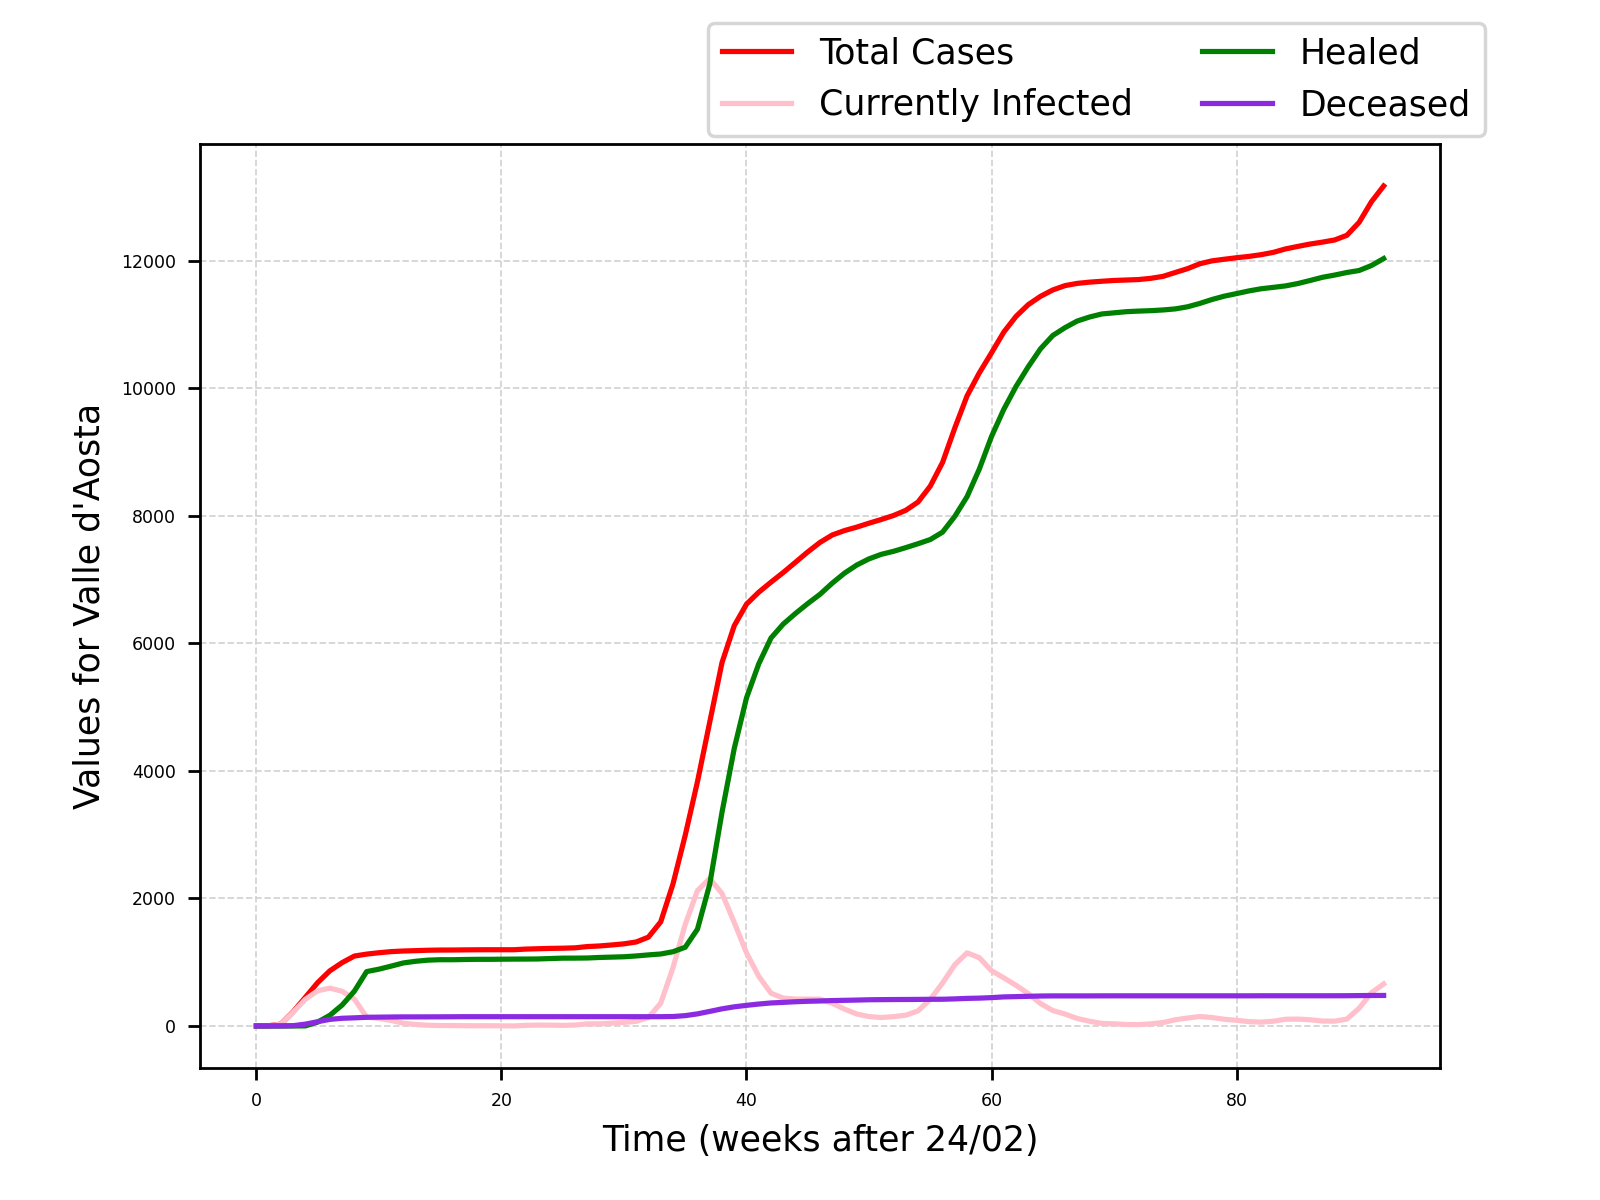 Total Cases
Currently Infected
Healed
Deceased
Values for Valle d'Aosta
12000
10000
8000
6000
4000
2000
0
0 20 40 60 80
Time (weeks after 24/02)